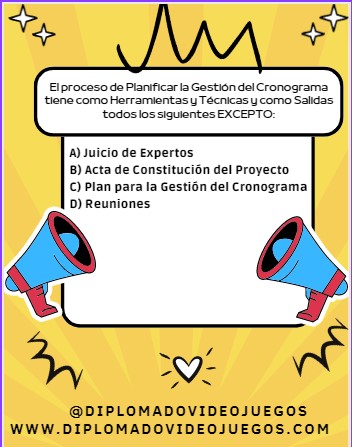 El proceso de Planificar la Gestión del Cronograma
tiene como Herramientas y Técnicas y como Salidas
todos los siguientes EXCEPTO:
A) Juicio de Expertos
B) Acta de Constitución del Proyecto
C) Plan para la Gestión del Cronograma
D) Reuniones
@DIPLOMADOVIDEOJUEGOS
WWW.DIPLOMADOVIDEOJUEGOS.COM